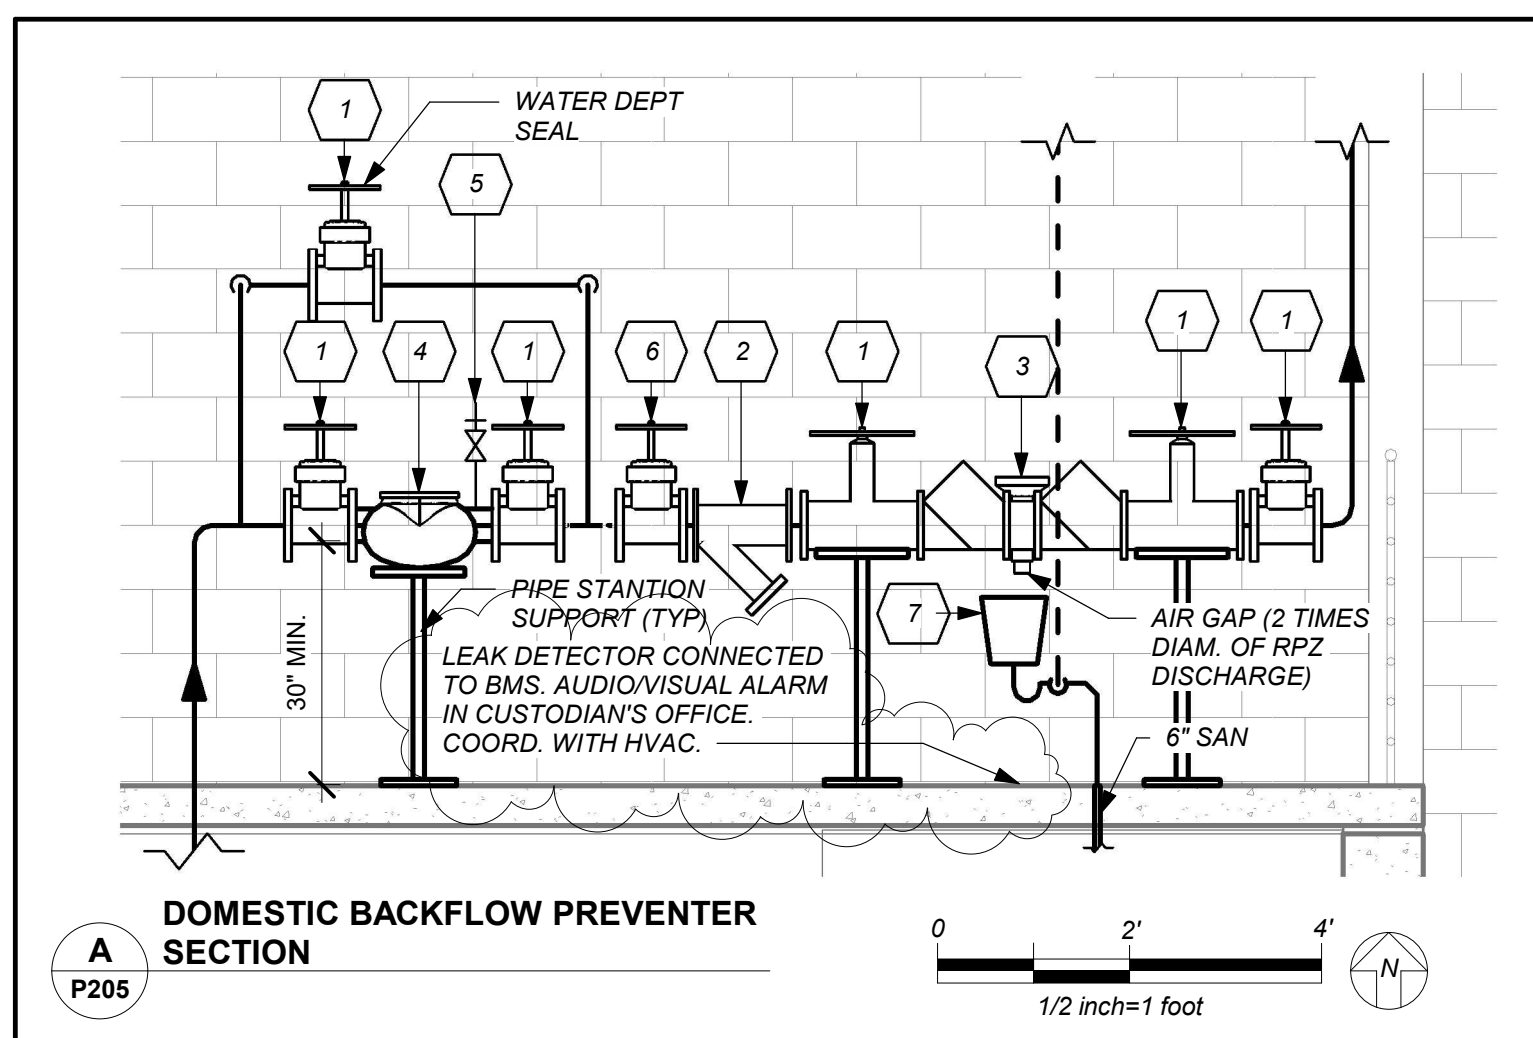 1
WATER DEPT
SEAL
5
1
4
1
6
2
1
3
1
1
PIPE STANTION
SUPPORT (TYP)
7
AIR GAP (2 TIMES
DIAM. OF RPZ
DISCHARGE)
30" MIN.
LEAK DETECTOR CONNECTED
TO BMS. AUDIO/VISUAL ALARM
IN CUSTODIAN'S OFFICE.
COORD. WITH HVAC.
6" SAN
DOMESTIC BACKFLOW PREVENTER
SECTION
A
P205
0 2' 4'
1/2 inch=1 foot
N